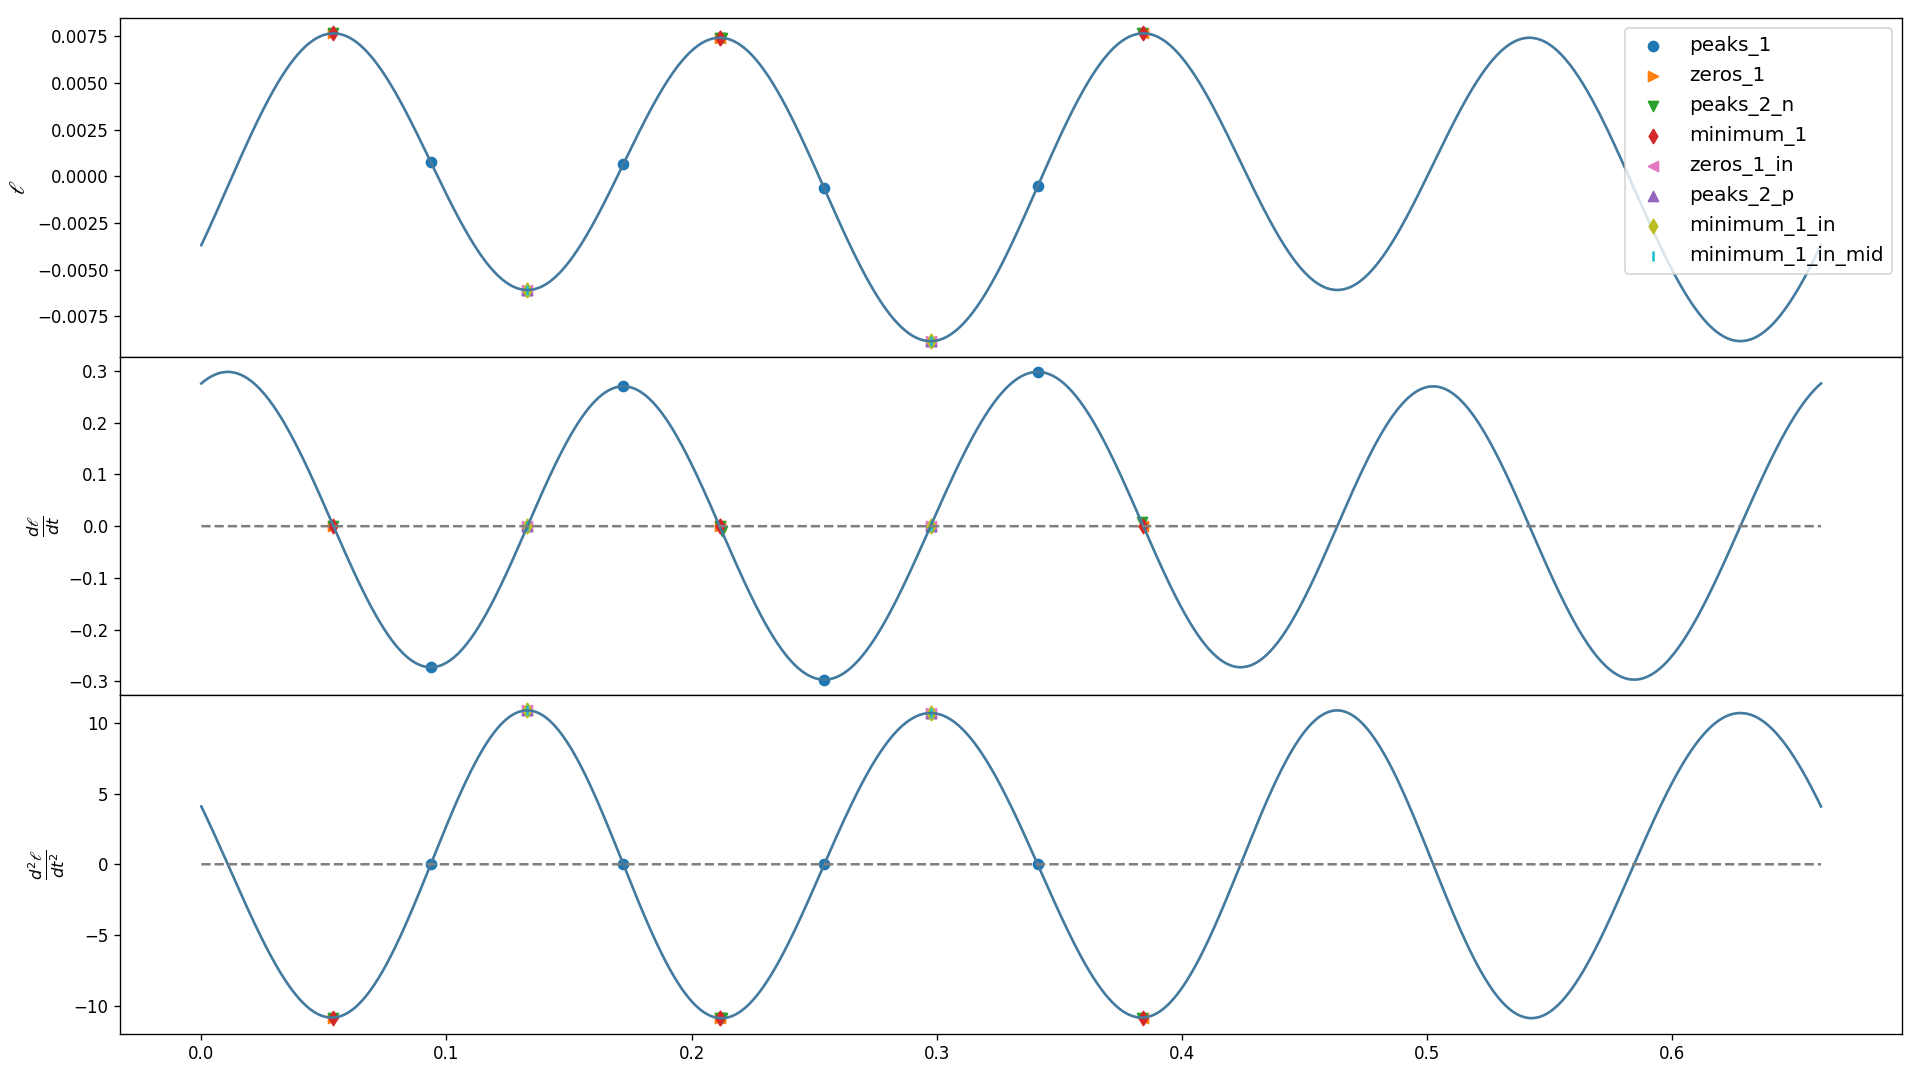 0.0075
0.0050
0.0025
0.0000
−0.0025
−0.0050
−0.0075
ℓ
peaks_1
zeros_1
peaks_2_n
minimum_1
zeros_1_in
peaks_2_p
minimum_1_in
minimum_1_in_mid
0.3
0.2
0.1
0.0
−0.1
−0.2
−0.3
dℓ
dt
10
5
0
−5
−10
d²ℓ
dt²
0.0 0.1 0.2 0.3 0.4 0.5 0.6